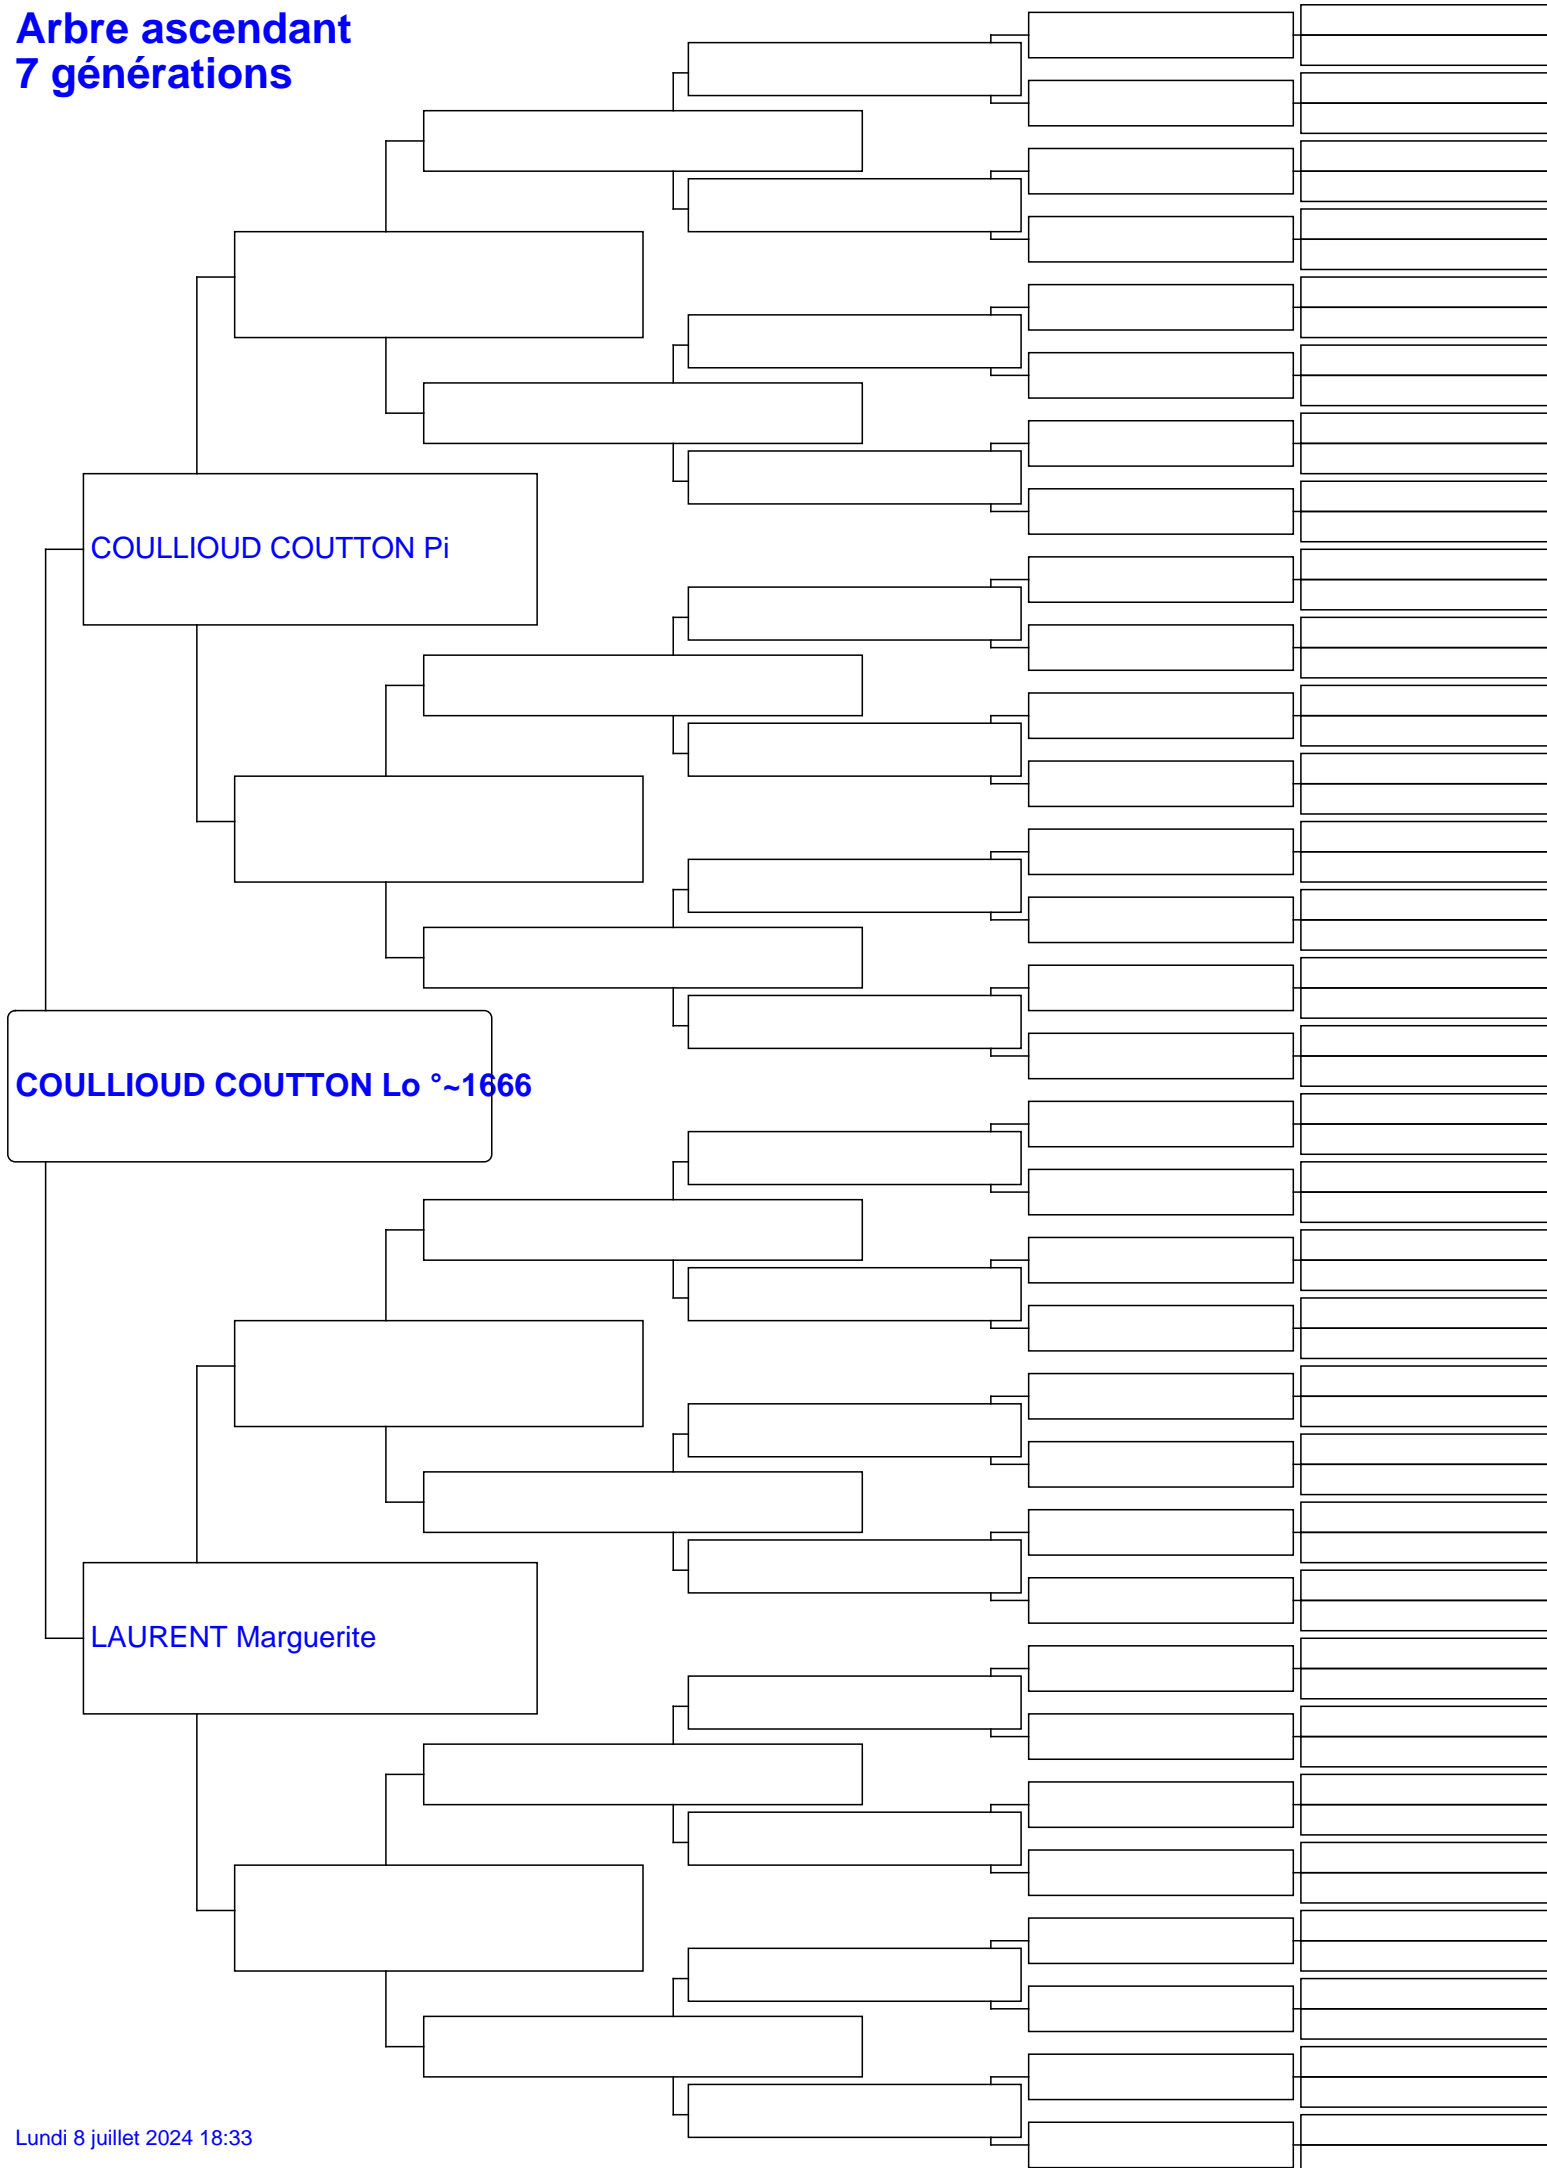 Arbre ascendant
7 générations
COULLIOUD COUTTON Pi
COULLIOUD COUTTON Lo °~1666
LAURENT Marguerite
Lundi 8 juillet 2024 18:33